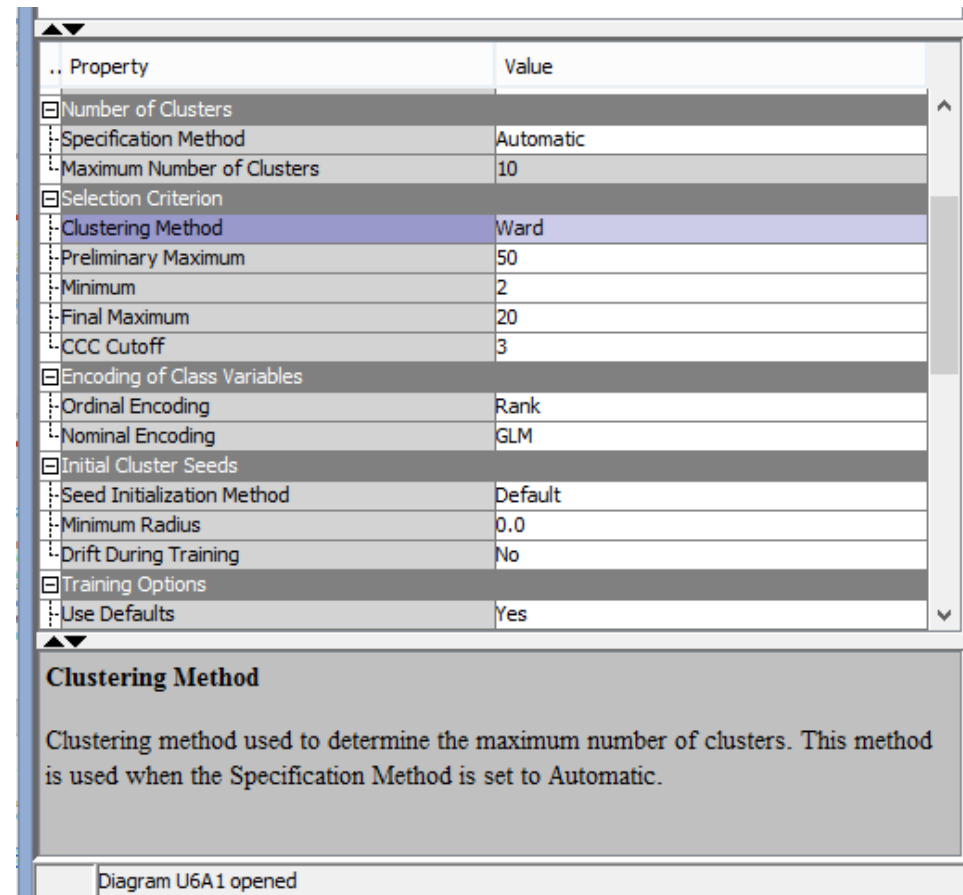 .. Property Value
Number of Clusters
Specification Method Automatic
Maximum Number of Clusters 10
Selection Criterion
Clustering Method Ward
Preliminary Maximum 50
Minimum 2
Final Maximum 20
CCC Cutoff 3
Encoding of Class Variables
Ordinal Encoding Rank
Nominal Encoding GLM
Initial Cluster Seeds
Seed Initialization Method Default
Minimum Radius 0.0
Drift During Training No
Training Options
Use Defaults Yes
Clustering Method
Clustering method used to determine the maximum number of clusters. This method
is used when the Specification Method is set to Automatic.
Diagram U6A1 opened